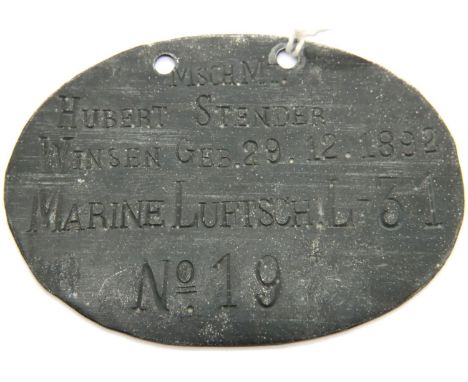 MSCH MT.
HUBERT STENDER
WINSEN GEB. 29. 12. 1892
MARINE LUFTSCH. L-31
No. 19